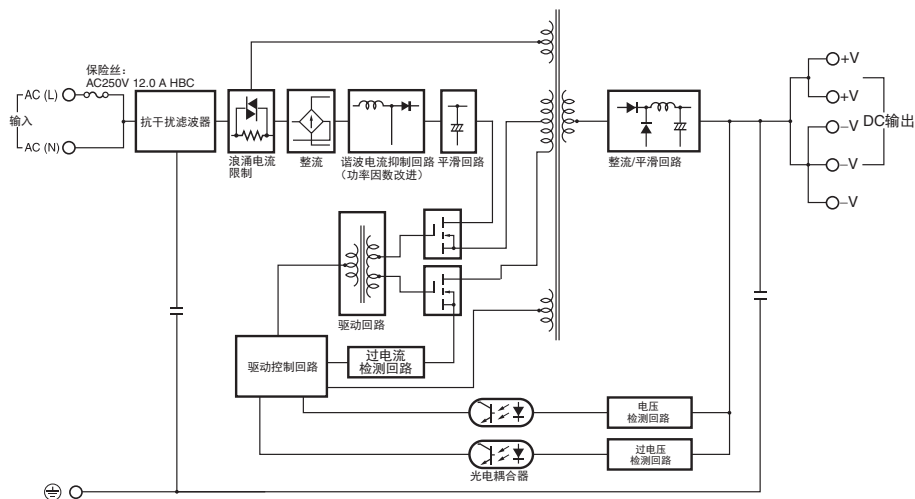 保险丝：
AC250V 12.0 A HBC
AC (L)
输入
AC (N)
抗干扰滤波器
浪涌电流
限制
整流
谐波电流抑制回路
（功率因数改进）
平滑回路
整流/平滑回路
+V
+V
DC输出
–V
–V
–V
驱动回路
驱动控制回路
过电流
检测回路
电压
检测回路
过电压
检测回路
光电耦合器